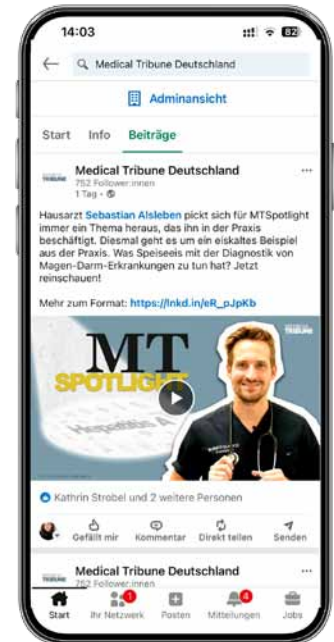 14:03
82
Medical Tribune Deutschland
Adminansicht
Start Info Beiträge
Medical Tribune Deutschland
752 Follower:innen
1 Tag
Hausarzt Sebastian Alsleben pickt sich für MTSpotlight
immer ein Thema heraus, das ihn in der Praxis
beschäftigt. Diesmal geht es um ein eiskaltes Beispiel
aus der Praxis. Was Speiseeis mit der Diagnostik von
Magen-Darm-Erkrankungen zu tun hat? Jetzt
reinschauen!
Mehr zum Format: https://lnkd.in/eR_pJpKb
TRIBUNE
MT
SPOTLIGHT
Hepatitis A
Kathrin Strobel und 2 weitere Personen
Gefällt mir Kommentar Direkt teilen Senden
Medical Tribune Deutschland
752 Follower:innen
1 4
Start Ihr Netzwerk Posten Mitteilungen Jobs